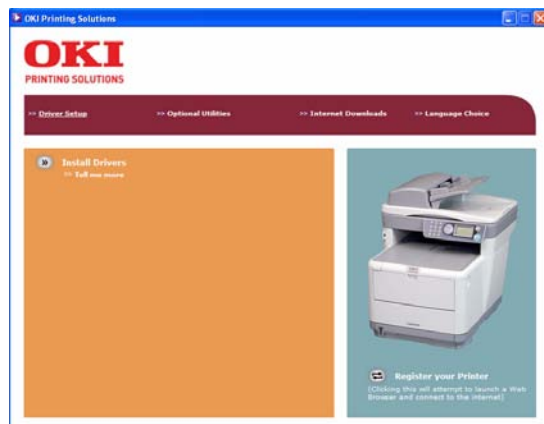 OKI Printing Solutions
OKI
PRINTING SOLUTIONS
>> Driver Setup >> Optional Utilities >> Internet Downloads >> Language Choice
Install Drivers
>> Tell me more
Register your Printer
(Clicking this will attempt to launch a Web
Browser and connect to the internet)